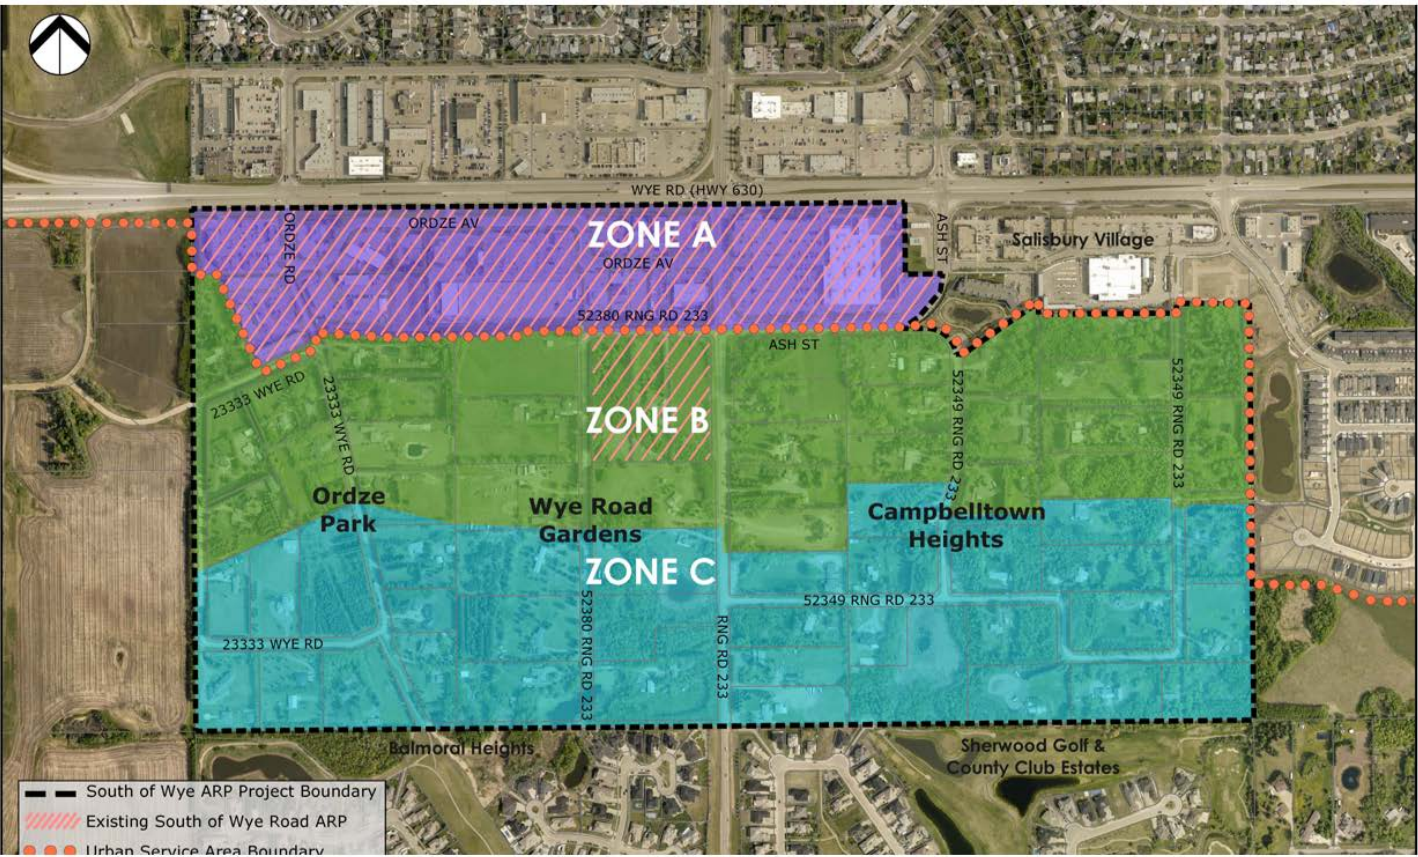 WYE RD (HWY 630)
ORDZE RD
ORDZE AV
ZONE A
ORDZE AV
ASH ST
Salisbury Village
52380 RNG RD 233
ASH ST
23333 WYE RD
23333 WYE RD
52349 RNG RD 233
52349 RNG RD 233
ZONE B
Ordze
Park
Wye Road
Gardens
Campbelltown
Heights
ZONE C
52349 RNG RD 233
52380 RNG RD 233
RNG RD 233
23333 WYE RD
Balmoral Heights
Sherwood Golf &
County Club Estates
South of Wye ARP Project Boundary
Existing South of Wye Road ARP
Urban Service Area Boundary